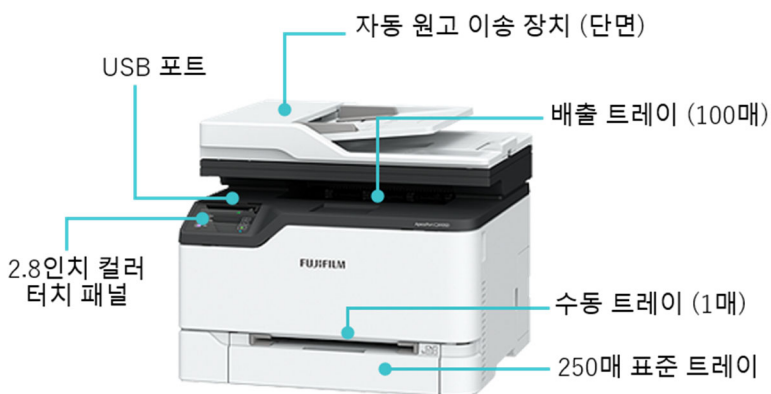 자동 원고 이송 장치 (단면)
USB 포트
배출 트레이 (100매)
2.8인치 컬러
터치 패널
FUJIFILM
수동 트레이 (1매)
250매 표준 트레이